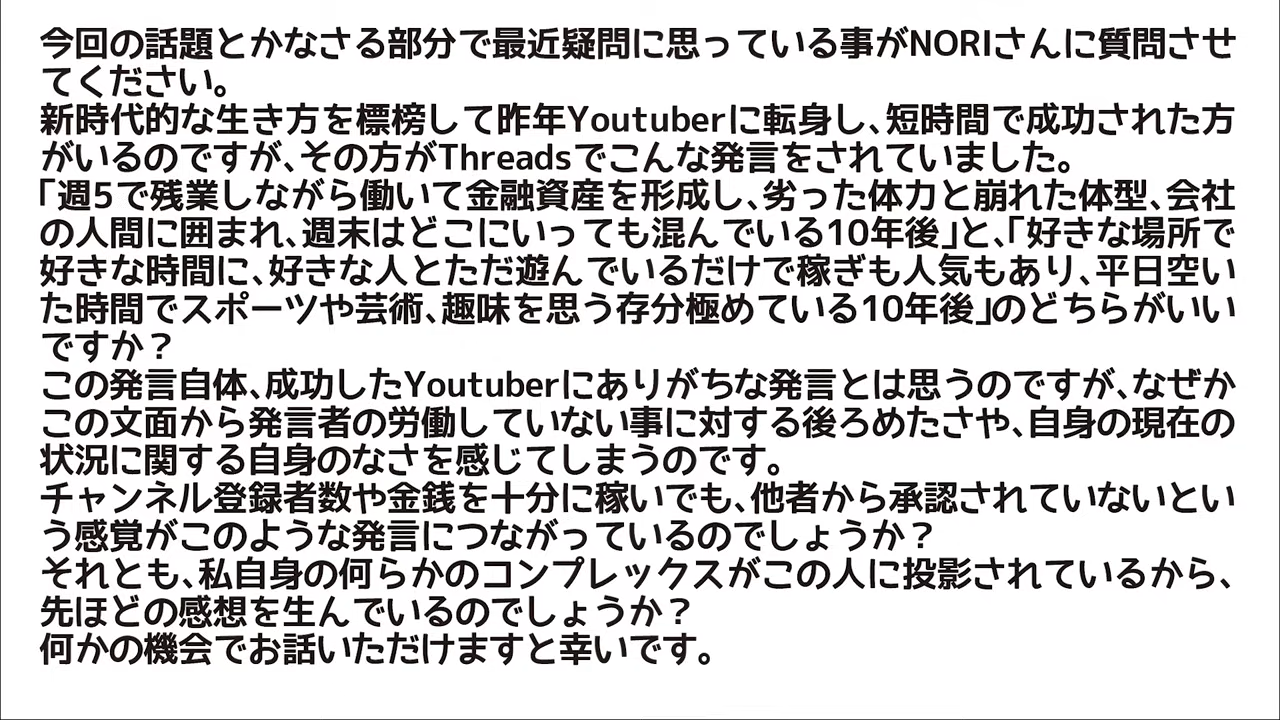 今回の話題とかなさる部分で最近疑問に思っている事がNORIさんに質問させ
てください。
新時代的な生き方を標榜して昨年Youtuberに転身し、短時間で成功された方
がいるのですが、その方がThreadsでこんな発言をされていました。
「週5で残業しながら働いて金融資産を形成し、劣った体力と崩れた体型、会社
の人間に囲まれ、週末はどこにいっても混んでいる10年後」と、「好きな場所で
好きな時間に、好きな人とただ遊んでいるだけで稼ぎも人気もあり、平日空い
た時間でスポーツや芸術、趣味を思う存分極めている10年後」のどちらがいい
ですか？
この発言自体、成功したYoutuberにありがちな発言とは思うのですが、なぜか
この文面から発言者の労働していない事に対する後ろめたさや、自身の現在の
状況に関する自身のなさを感じてしまうのです。
チャンネル登録者数や金銭を十分に稼いでも、他者から承認されていないとい
う感覚がこのような発言につながっているのでしょうか？
それとも、私自身の何らかのコンプレックスがこの人に投影されているから、
先ほどの感想を生んでいるのでしょうか？
何かの機会でお話いただけますと幸いです。